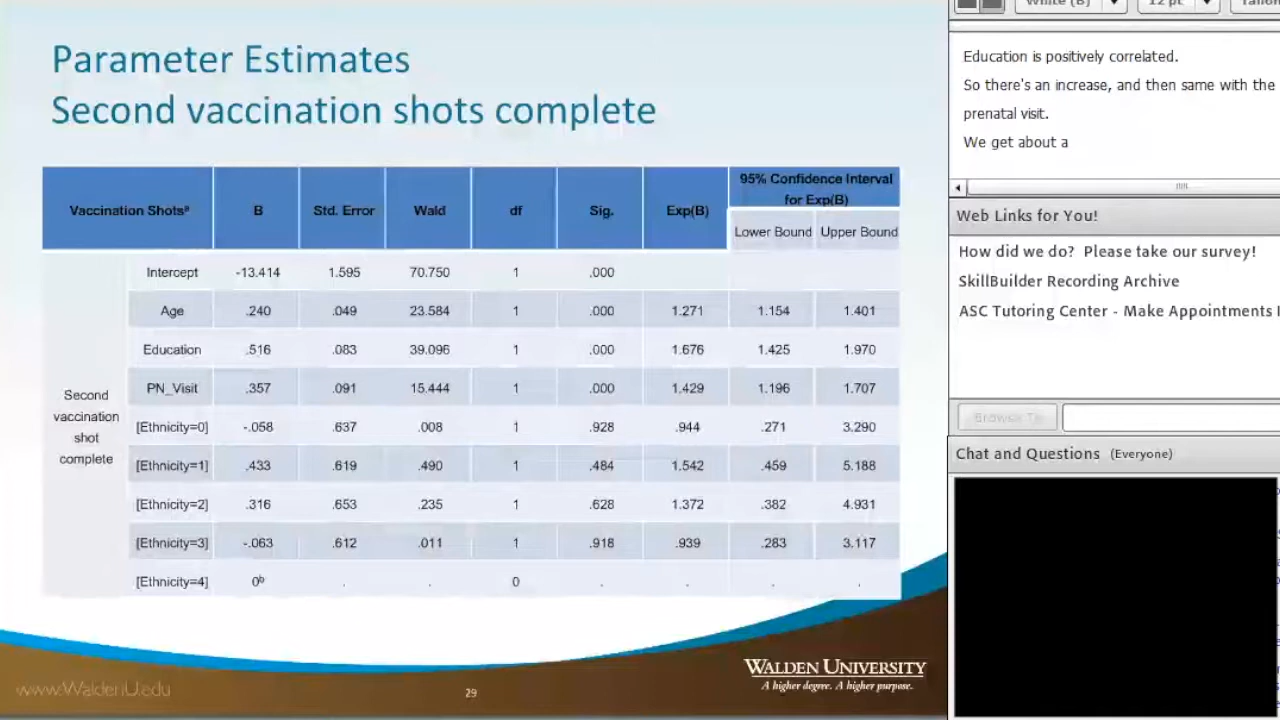 Parameter Estimates
Second vaccination shots complete
Vaccination Shotsª B Std. Error Wald df Sig. Exp(B) 95% Confidence Interval for Exp(B)
Lower Bound Upper Bound
Second vaccination shot complete
Intercept -13.414 1.595 70.750 1 .000
Age .240 .049 23.584 1 .000 1.271 1.154 1.401
Education .516 .083 39.096 1 .000 1.676 1.425 1.970
PN_Visit .357 .091 15.444 1 .000 1.429 1.196 1.707
[Ethnicity=0] -.058 .637 .008 1 .928 .944 .271 3.290
[Ethnicity=1] .433 .619 .490 1 .484 1.542 .459 5.188
[Ethnicity=2] .316 .653 .235 1 .628 1.372 .382 4.931
[Ethnicity=3] -.063 .612 .011 1 .918 .939 .283 3.117
[Ethnicity=4] 0ᵇ . . 0 . . . .
www.WaldenU.edu
29
WALDEN UNIVERSITY
A higher degree. A higher purpose.
White (B) 12 pt
Education is positively correlated.
So there's an increase, and then same with the
prenatal visit.
We get about a
Web Links for You!
How did we do? Please take our survey!
SkillBuilder Recording Archive
ASC Tutoring Center - Make Appointments
Browse To
Chat and Questions (Everyone)